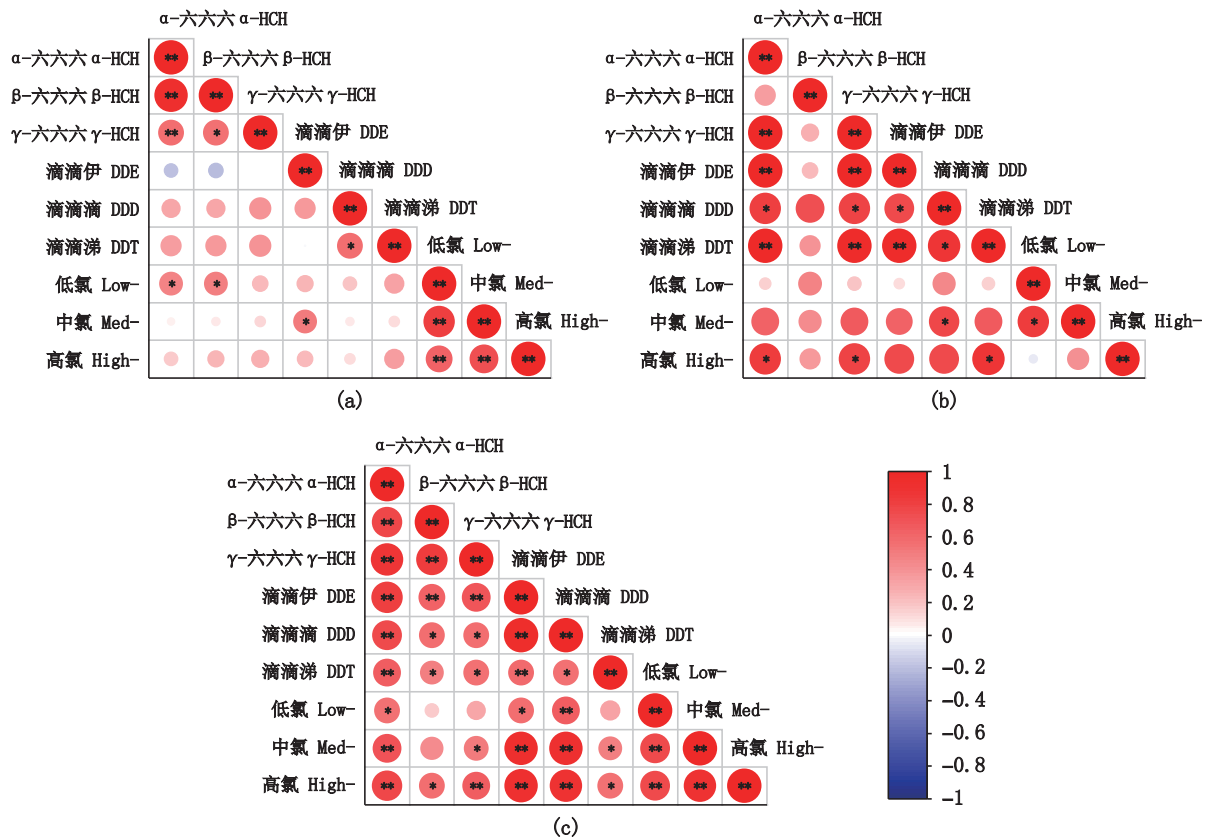 α-六六六 α-HCH
α-六六六 α-HCH ** β-六六六 β-HCH
β-六六六 β-HCH ** ** γ-六六六 γ-HCH
γ-六六六 γ-HCH ** * ** 滴滴伊 DDE
滴滴伊 DDE ** 滴滴滴 DDD
滴滴滴 DDD ** 滴滴涕 DDT
滴滴涕 DDT * ** 低氯 Low-
低氯 Low- * * ** 中氯 Med-
中氯 Med- * ** ** 高氯 High-
高氯 High- ** ** **
(a)
α-六六六 α-HCH
α-六六六 α-HCH ** β-六六六 β-HCH
β-六六六 β-HCH ** γ-六六六 γ-HCH
γ-六六六 γ-HCH ** ** 滴滴伊 DDE
滴滴伊 DDE ** ** ** 滴滴滴 DDD
滴滴滴 DDD * * * ** 滴滴涕 DDT
滴滴涕 DDT ** ** ** * ** 低氯 Low-
低氯 Low- ** 中氯 Med-
中氯 Med- * * ** 高氯 High-
高氯 High- * * * **
(b)
α-六六六 α-HCH
α-六六六 α-HCH ** β-六六六 β-HCH
β-六六六 β-HCH ** ** γ-六六六 γ-HCH
γ-六六六 γ-HCH ** ** ** 滴滴伊 DDE
滴滴伊 DDE ** ** ** ** 滴滴滴 DDD
滴滴滴 DDD ** * * ** ** 滴滴涕 DDT
滴滴涕 DDT ** * * ** * ** 低氯 Low-
低氯 Low- * * ** ** 中氯 Med-
中氯 Med- ** * ** ** * ** ** 高氯 High-
高氯 High- ** * ** ** ** * ** ** **
(c)
1
0.8
0.6
0.4
0.2
0
-0.2
-0.4
-0.6
-0.8
-1